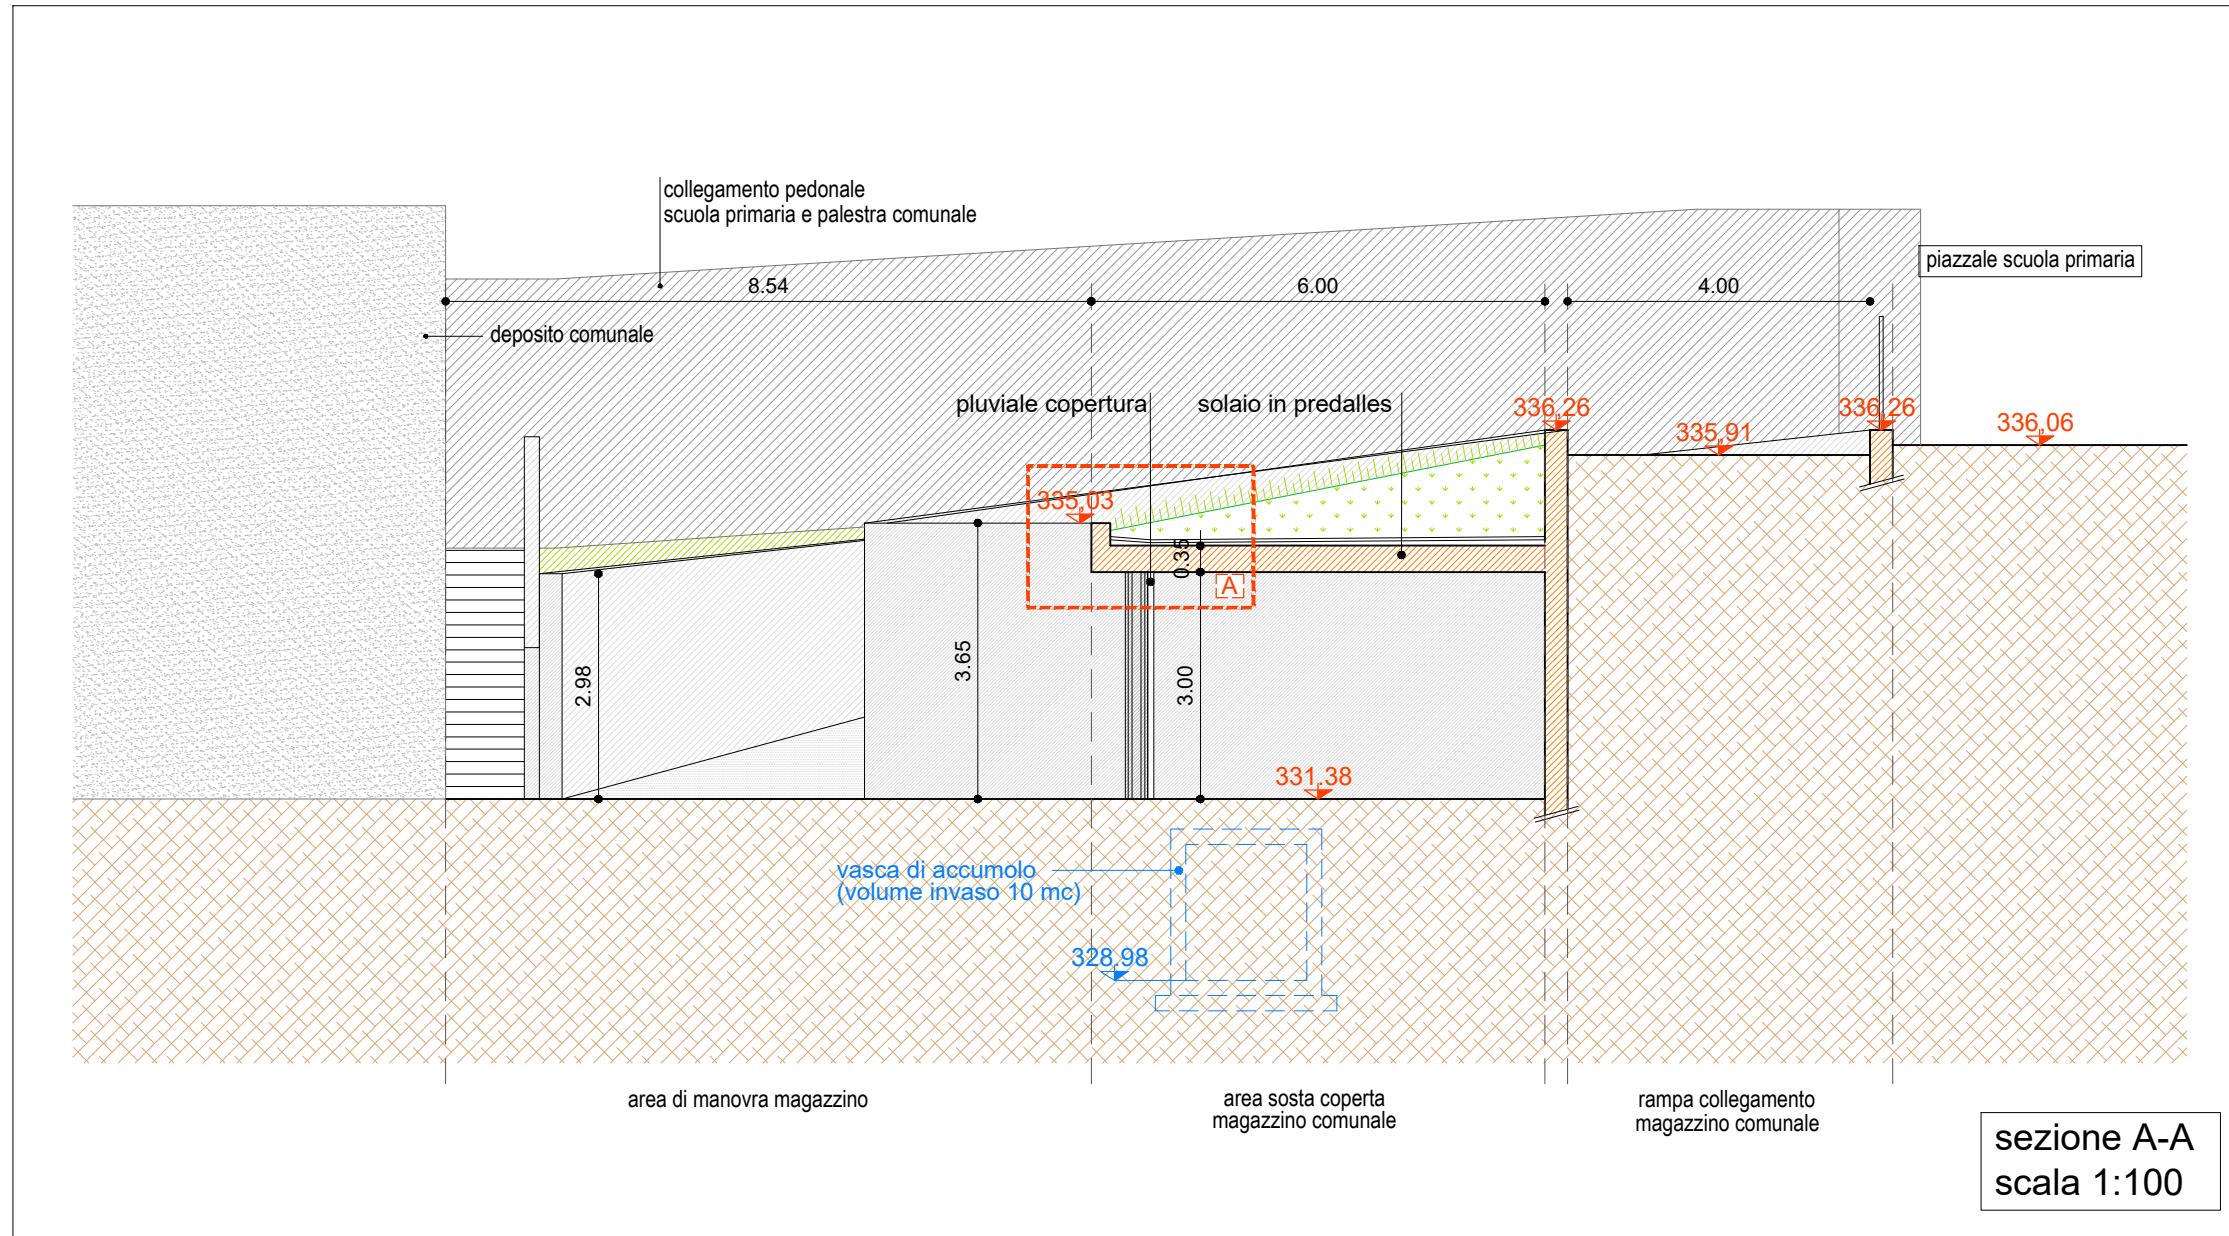 collegamento pedonale
scuola primaria e palestra comunale
piazzale scuola primaria
8.54
6.00
4.00
deposito comunale
pluviale copertura
solaio in predalles
336,26
336,26
336,06
335,91
335,03
0.35
A
2.98
3.65
3.00
331.38
vasca di accumolo
(volume invaso 10 mc)
328.98
area di manovra magazzino
area sosta coperta
magazzino comunale
rampa collegamento
magazzino comunale
sezione A-A
scala 1:100